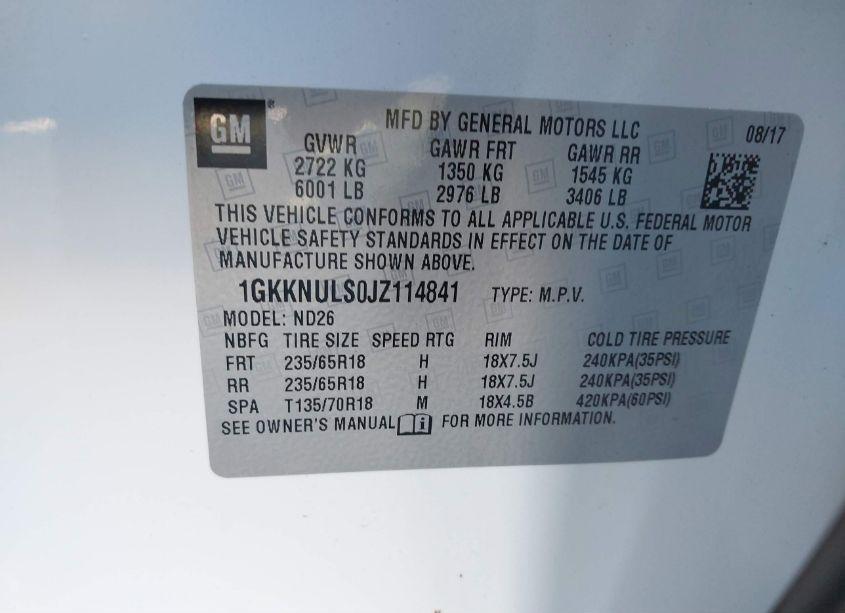 GM
MFD BY GENERAL MOTORS LLC 08/17
GVWR GAWR FRT GAWR RR
2722 KG 1350 KG 1545 KG
6001 LB 2976 LB 3406 LB
THIS VEHICLE CONFORMS TO ALL APPLICABLE U.S. FEDERAL MOTOR
VEHICLE SAFETY STANDARDS IN EFFECT ON THE DATE OF
MANUFACTURE SHOWN ABOVE.
1GKKNULS0JZ114841 TYPE: M.P.V.
MODEL: ND26
NBFG TIRE SIZE SPEED RTG RIM COLD TIRE PRESSURE
FRT 235/65R18 H 18X7.5J 240KPA(35PSI)
RR 235/65R18 H 18X7.5J 240KPA(35PSI)
SPA T135/70R18 M 18X4.5B 420KPA(60PSI)
SEE OWNER'S MANUAL i FOR MORE INFORMATION.